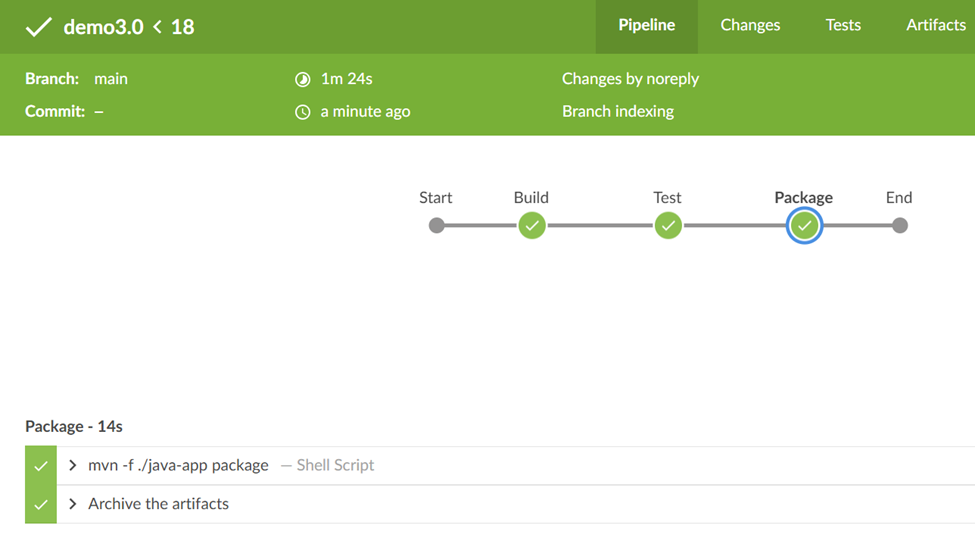 demo3.0 < 18
Pipeline Changes Tests Artifacts
Branch: main 1m 24s Changes by noreply
Commit: – a minute ago Branch indexing
Start Build Test Package End
Package - 14s
mvn -f ./java-app package — Shell Script
Archive the artifacts